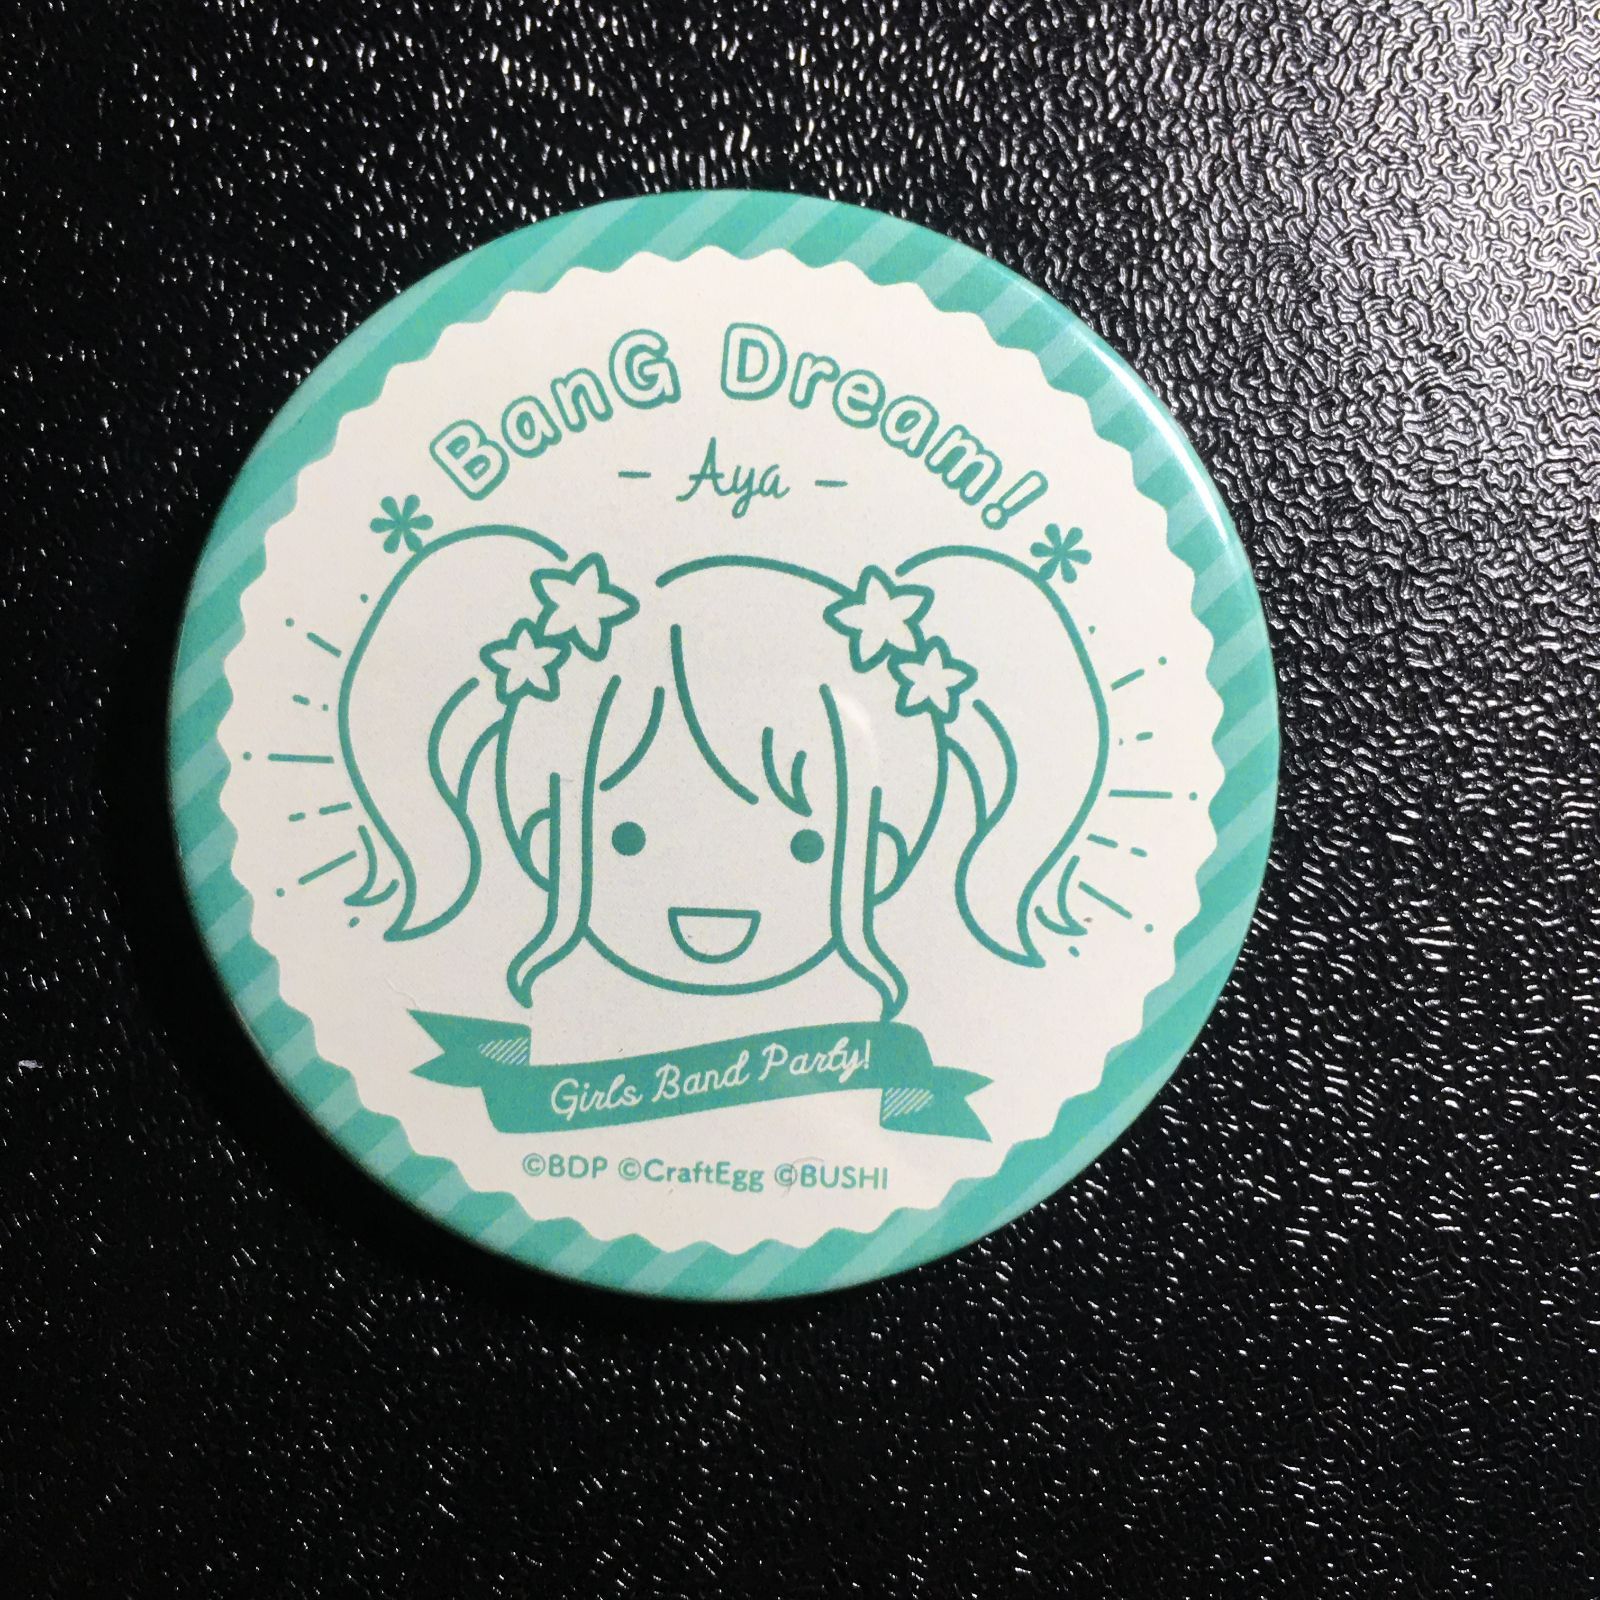 BanG Dream!
- Aya -
Girls Band Party!
©BDP ©CraftEgg ©BUSHI